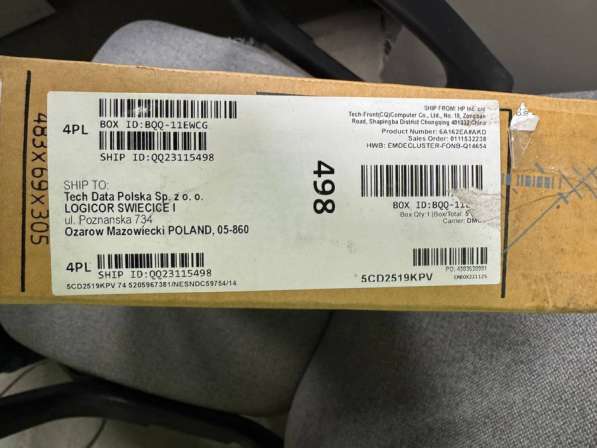 483x69x305
4PL
BOX ID:BQQ-11EWCG
SHIP ID:QQ23115498
SHIP TO:
Tech Data Polska Sp. z o. o.
LOGICOR SWIECICE I
ul. Poznanska 734
Ozarow Mazowiecki POLAND, 05-860
4PL
SHIP ID:QQ23115498
5CD2519KPV 74 5205967381/NESNDC59754/14
498
SHIP FROM: HP Inc. c/o
Tech-Front(CQ)Computer Co., Ltd., No. 18, Zongban
Road, Shapingba District Chongqing 401332,China
Product Number: 6A162EA#AKD
Sales Order: 0111532238
HWB: EMDECLUSTER-FONB-Q14654
BOX ID:BQQ-11
Box Qty:1
Box/Total:
Carrier:
5CD2519KPV